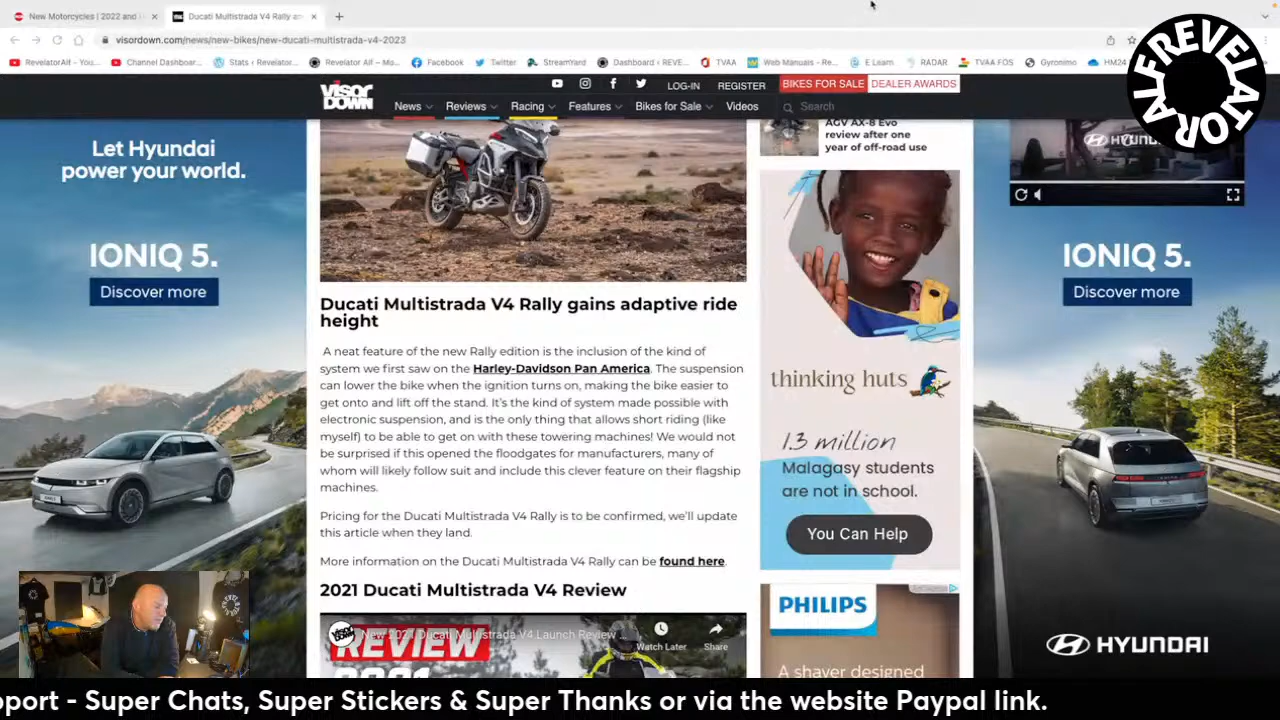 New Motorcycles | 2022 and
Ducati Multistrada V4 Rally an
visordown.com/news/new-bikes/new-ducati-multistrada-v4-2023
RevelatorAlf - You...
Channel Dashboar...
Stats ‹ Revelator...
Revelator Alf – Mo...
Facebook
Twitter
StreamYard
Dashboard ‹ REVE...
TVAA
Web Manuals - Re...
E Learn
RADAR
TVAA FOS
Gyronimo
HM24
ALFREVELATOR
VISOR
DOWN
LOG-IN
REGISTER
BIKES FOR SALE
DEALER AWARDS
News
Reviews
Racing
Features
Bikes for Sale
Videos
Search
Let Hyundai
power your world.
IONIQ 5.
Discover more
Ducati Multistrada V4 Rally gains adaptive ride
height
A neat feature of the new Rally edition is the inclusion of the kind of
system we first saw on the Harley-Davidson Pan America. The suspension
can lower the bike when the ignition turns on, making the bike easier to
get onto and lift off the stand. It's the kind of system made possible with
electronic suspension, and is the only thing that allows short riding (like
myself) to be able to get on with these towering machines! We would not
be surprised if this opened the floodgates for manufacturers, many of
whom will likely follow suit and include this clever feature on their flagship
machines.
Pricing for the Ducati Multistrada V4 Rally is to be confirmed, we'll update
this article when they land.
More information on the Ducati Multistrada V4 Rally can be found here.
2021 Ducati Multistrada V4 Review
New 2021 Ducati Multistrada V4 Launch Review ...
Watch Later
Share
REVIEW
2021
AGV AX-8 Evo
review after one
year of off-road use
thinking huts
1.3 million
Malagasy students
are not in school.
You Can Help
PHILIPS
A shaver designed
IONIQ 5.
Discover more
HYUNDAI
pport - Super Chats, Super Stickers & Super Thanks or via the website Paypal link.